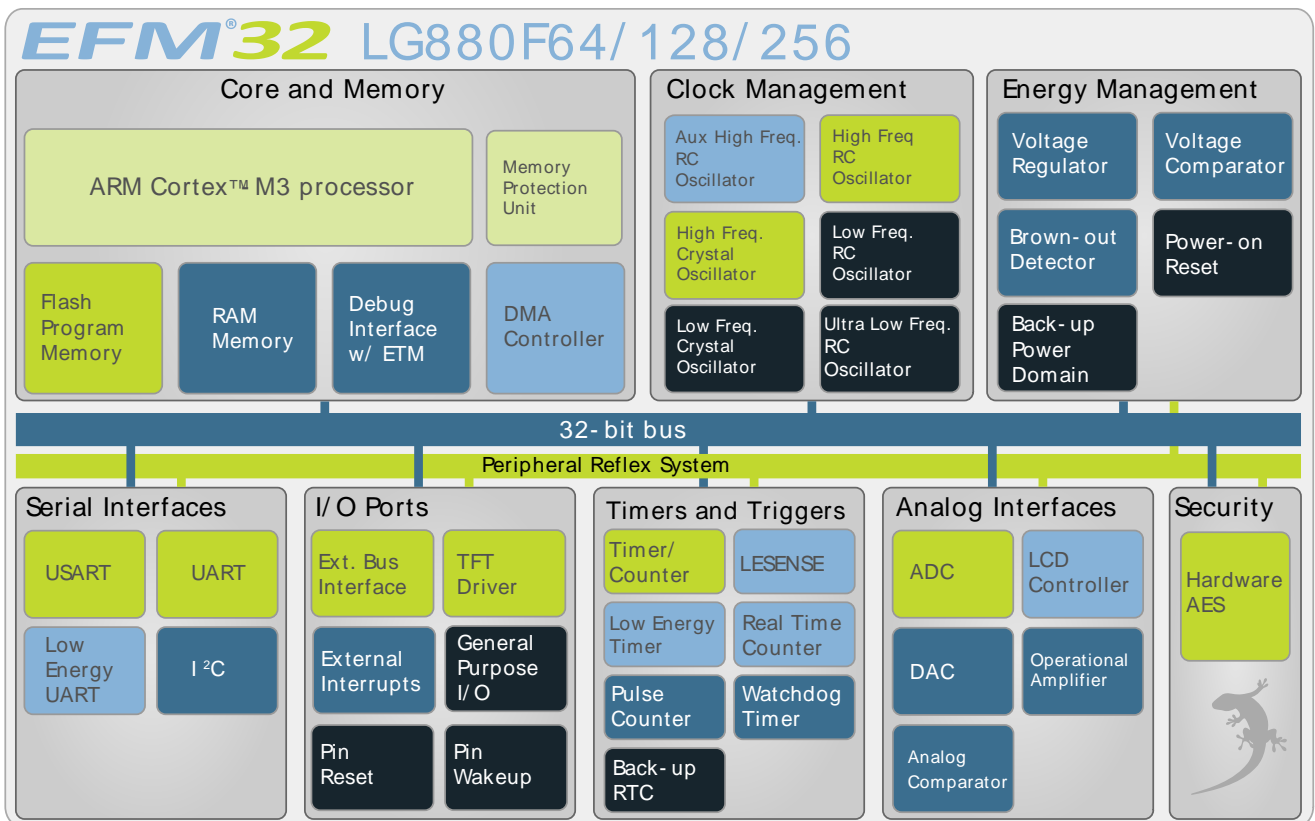 EFM®32 LG880F64/128/256
Core and Memory
ARM Cortex™ M3 processor
Memory
Protection
Unit
Flash
Program
Memory
RAM
Memory
Debug
Interface
w/ ETM
DMA
Controller
Clock Management
Aux High Freq.
RC
Oscillator
High Freq
RC
Oscillator
High Freq.
Crystal
Oscillator
Low Freq.
RC
Oscillator
Low Freq.
Crystal
Oscillator
Ultra Low Freq.
RC
Oscillator
Energy Management
Voltage
Regulator
Voltage
Comparator
Brown-out
Detector
Power-on
Reset
Back-up
Power
Domain
32-bit bus
Peripheral Reflex System
Serial Interfaces
USART
UART
Low
Energy
UART
I²C
I/O Ports
Ext. Bus
Interface
TFT
Driver
External
Interrupts
General
Purpose
I/O
Pin
Reset
Pin
Wakeup
Timers and Triggers
Timer/
Counter
LESENSE
Low Energy
Timer
Real Time
Counter
Pulse
Counter
Watchdog
Timer
Back-up
RTC
Analog Interfaces
ADC
LCD
Controller
DAC
Operational
Amplifier
Analog
Comparator
Security
Hardware
AES